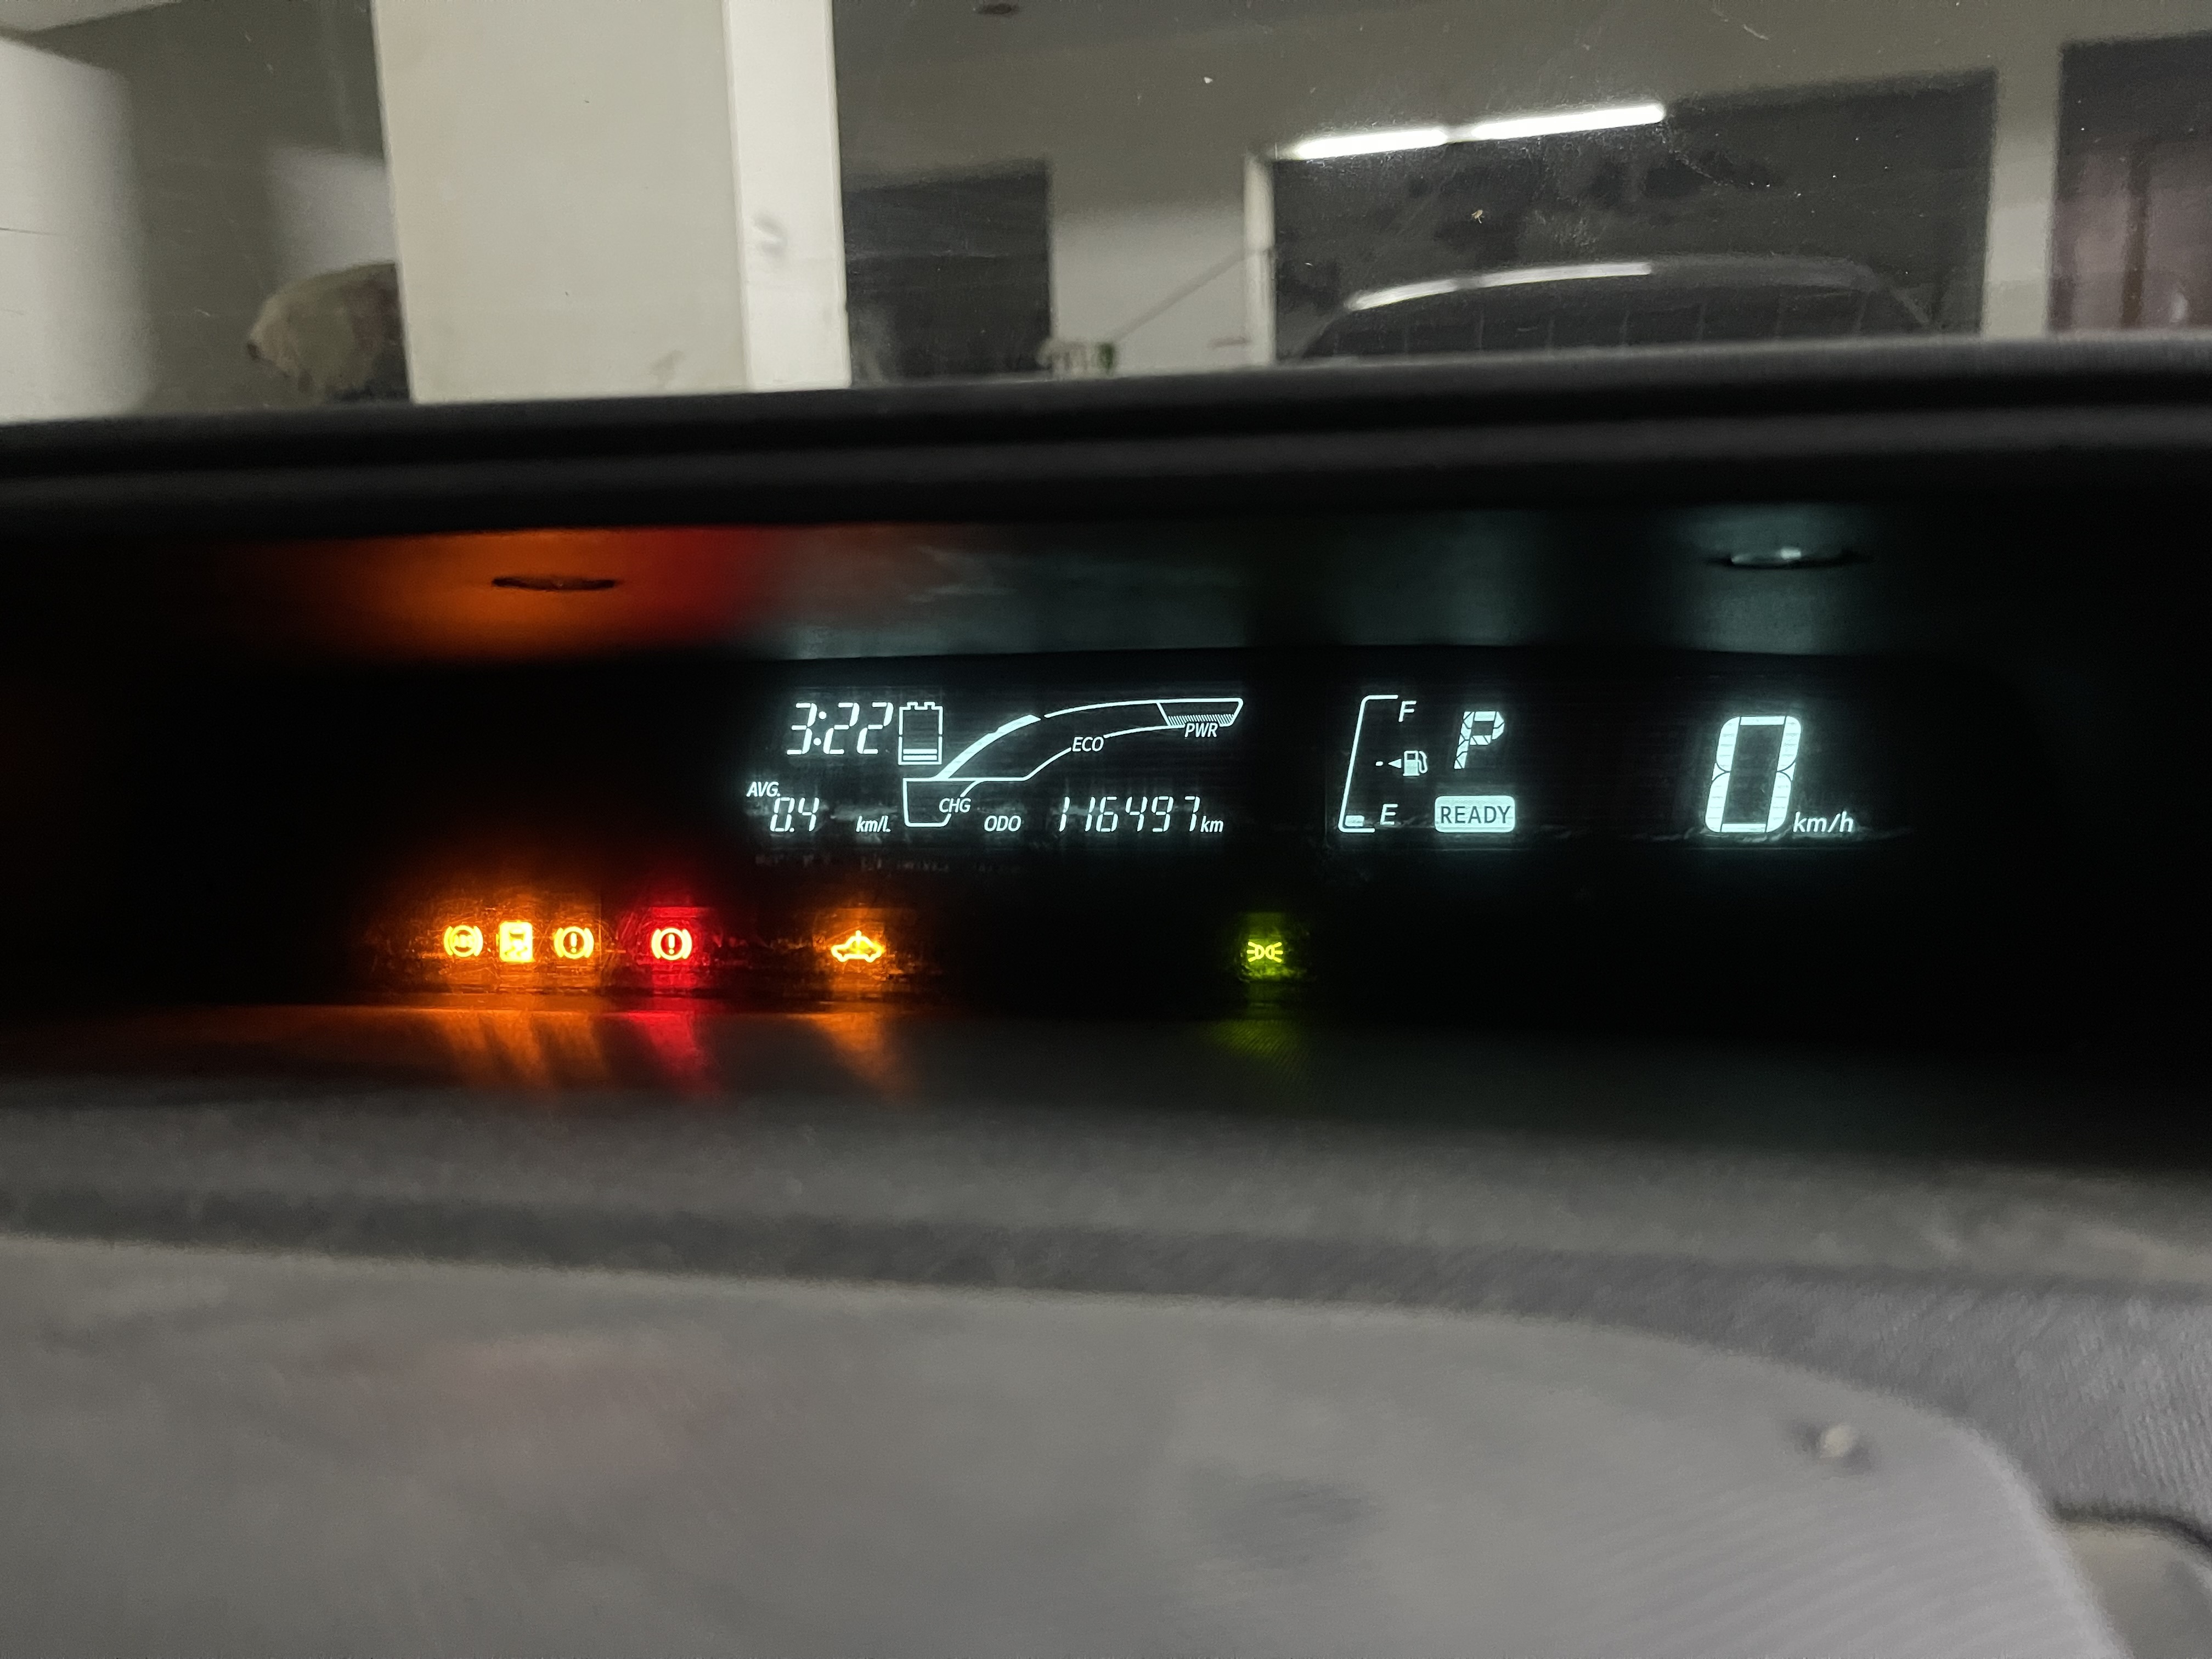 3:22
PWR
ECO
AVG.
0.4 km/L
CHG
ODO 116497 km
F
P
E
READY
0 km/h